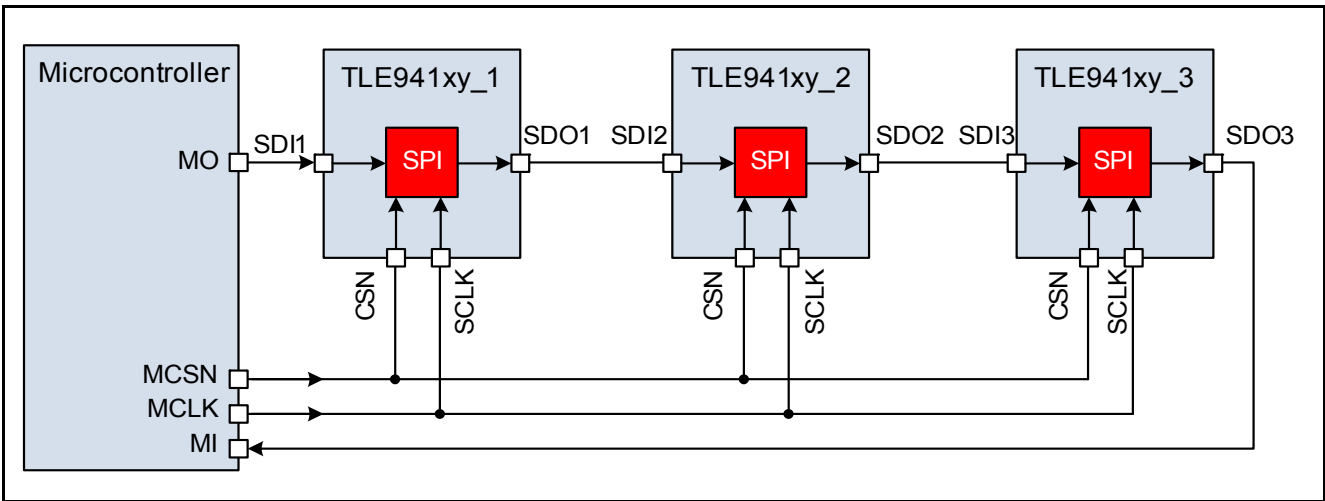 Microcontroller
TLE941xy_1
TLE941xy_2
TLE941xy_3
MO
SDI1
SPI
SDO1
SDI2
SPI
SDO2
SDI3
SPI
SDO3
CSN
SCLK
CSN
SCLK
CSN
SCLK
MCSN
MCLK
MI